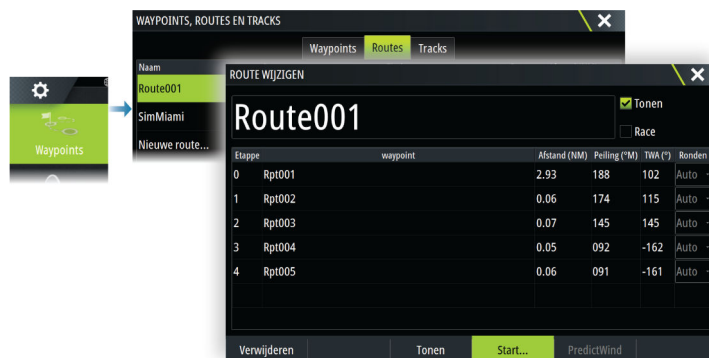 WAYPOINTS, ROUTES EN TRACKS
Waypoints Routes Tracks
Naam
Route001
SimMiami
Nieuwe route...
Waypoints
ROUTE WIJZIGEN
Route001
Tonen
Race
Etappe waypoint Afstand (NM) Peiling (°M) TWA (°) Ronden
0 Rpt001 2.93 188 102 Auto
1 Rpt002 0.06 174 115 Auto
2 Rpt003 0.07 145 145 Auto
3 Rpt004 0.05 092 -162 Auto
4 Rpt005 0.06 091 -161 Auto
Verwijderen Tonen Start... PredictWind